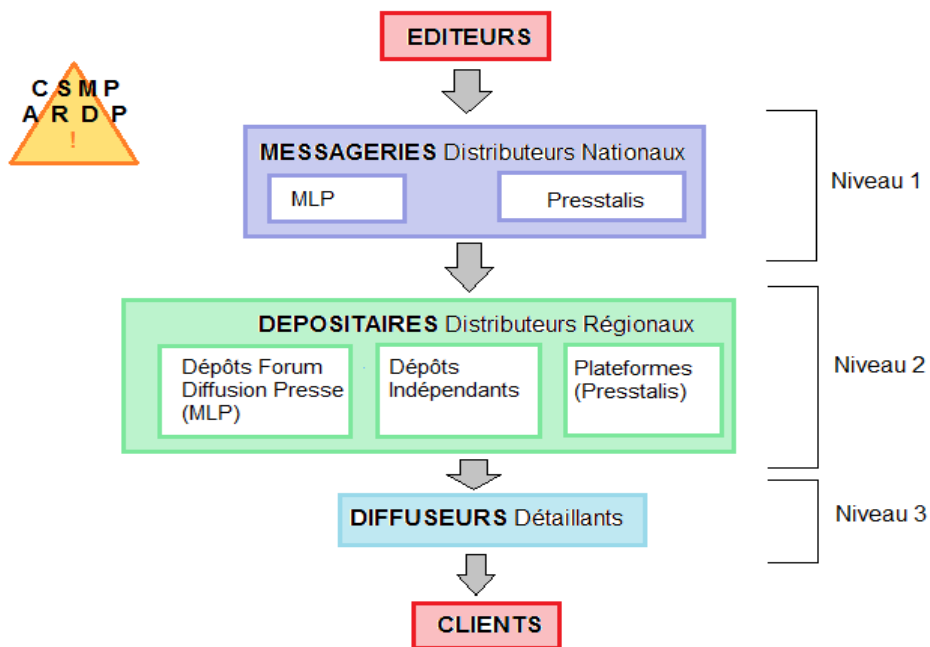 EDITEURS
C S M P
A R D P
!
MESSAGERIES Distributeurs Nationaux
MLP
Presstalis
Niveau 1
DEPOSITAIRES Distributeurs Régionaux
Dépôts Forum
Diffusion Presse
(MLP)
Dépôts
Indépendants
Plateformes
(Presstalis)
Niveau 2
DIFFUSEURS Détaillants
Niveau 3
CLIENTS